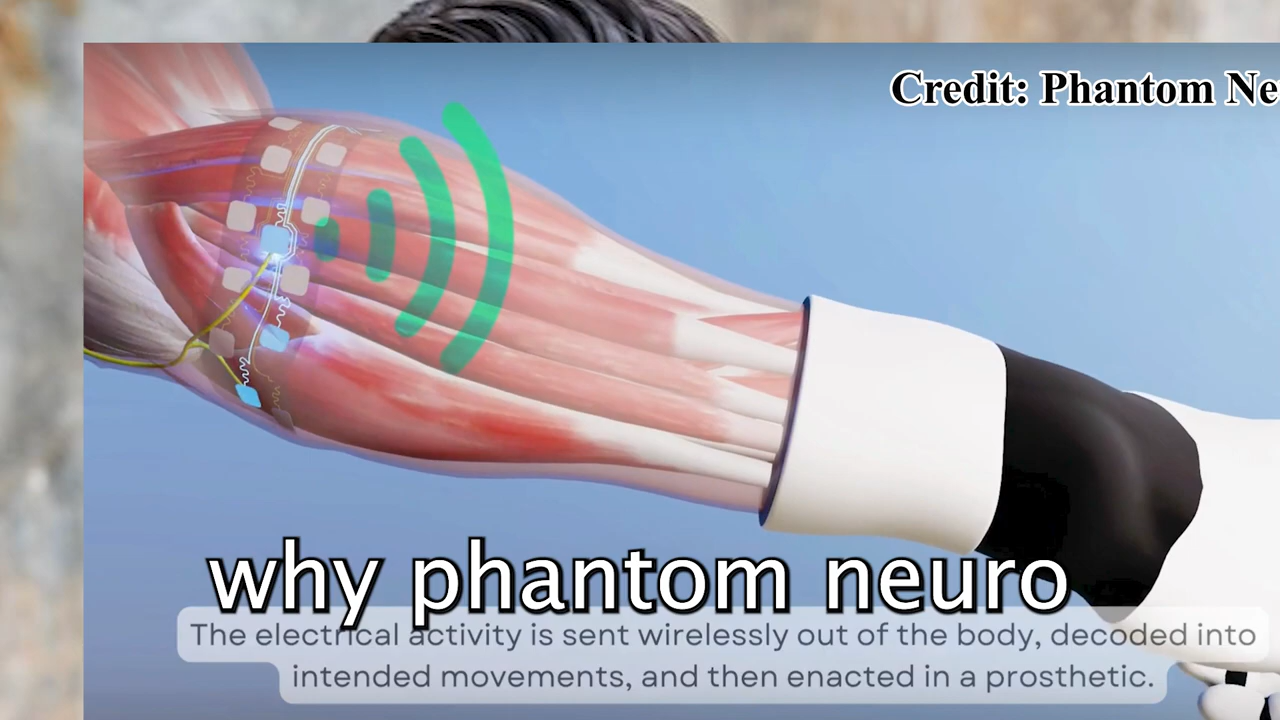 Credit: Phantom Ne
why phantom neuro
The electrical activity is sent wirelessly out of the body, decoded into
intended movements, and then enacted in a prosthetic.